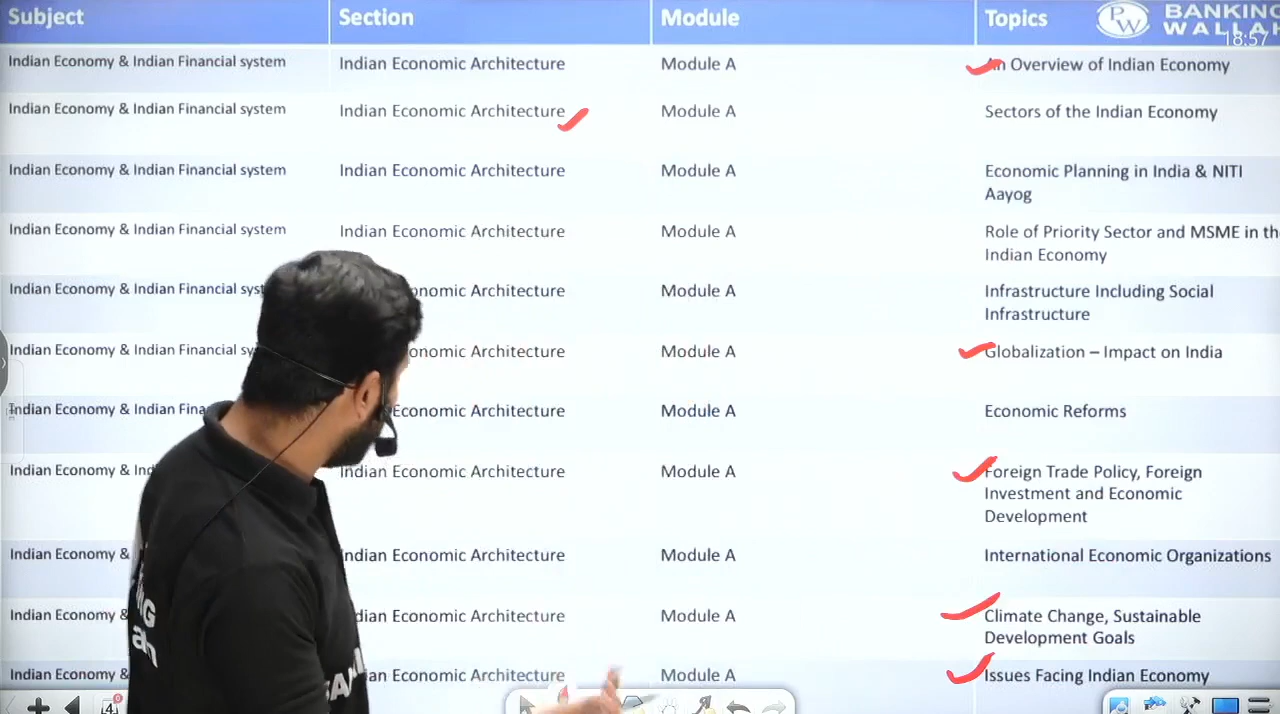 Subject Section Module Topics
PW BANKING
WALLAH
18:57
Indian Economy & Indian Financial system Indian Economic Architecture Module A An Overview of Indian Economy
Indian Economy & Indian Financial system Indian Economic Architecture Module A Sectors of the Indian Economy
Indian Economy & Indian Financial system Indian Economic Architecture Module A Economic Planning in India & NITI
Aayog
Indian Economy & Indian Financial system Indian Economic Architecture Module A Role of Priority Sector and MSME in th
Indian Economy
Indian Economy & Indian Financial syst onomic Architecture Module A Infrastructure Including Social
Infrastructure
Indian Economy & Indian Financial sy onomic Architecture Module A Globalization – Impact on India
Indian Economy & Indian Fina Economic Architecture Module A Economic Reforms
Indian Economy & Ind Indian Economic Architecture Module A Foreign Trade Policy, Foreign
Investment and Economic
Development
Indian Economy & Indian Economic Architecture Module A International Economic Organizations
Indian Economy & dian Economic Architecture Module A Climate Change, Sustainable
Development Goals
Indian Economy & ian Economic Architecture Module A Issues Facing Indian Economy
4